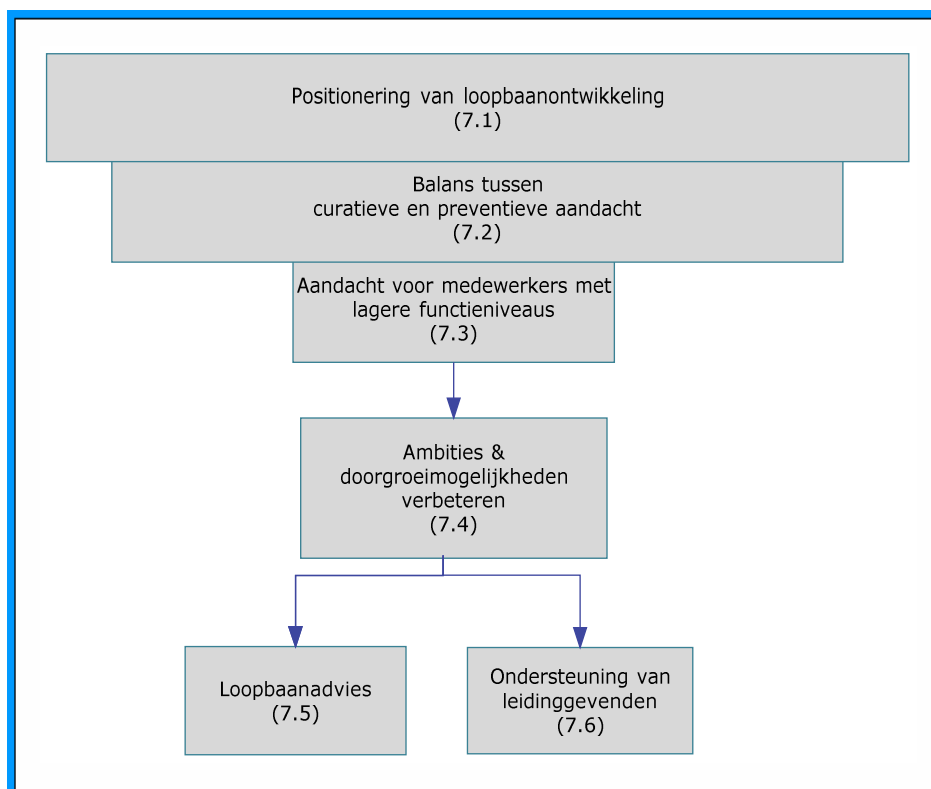 Positionering van loopbaanontwikkeling
(7.1)
Balans tussen
curatieve en preventieve aandacht
(7.2)
Aandacht voor medewerkers met
lagere functieniveaus
(7.3)
Ambities &
doorgroeimogelijkheden
verbeteren
(7.4)
Loopbaanadvies
(7.5)
Ondersteuning van
leidinggevenden
(7.6)